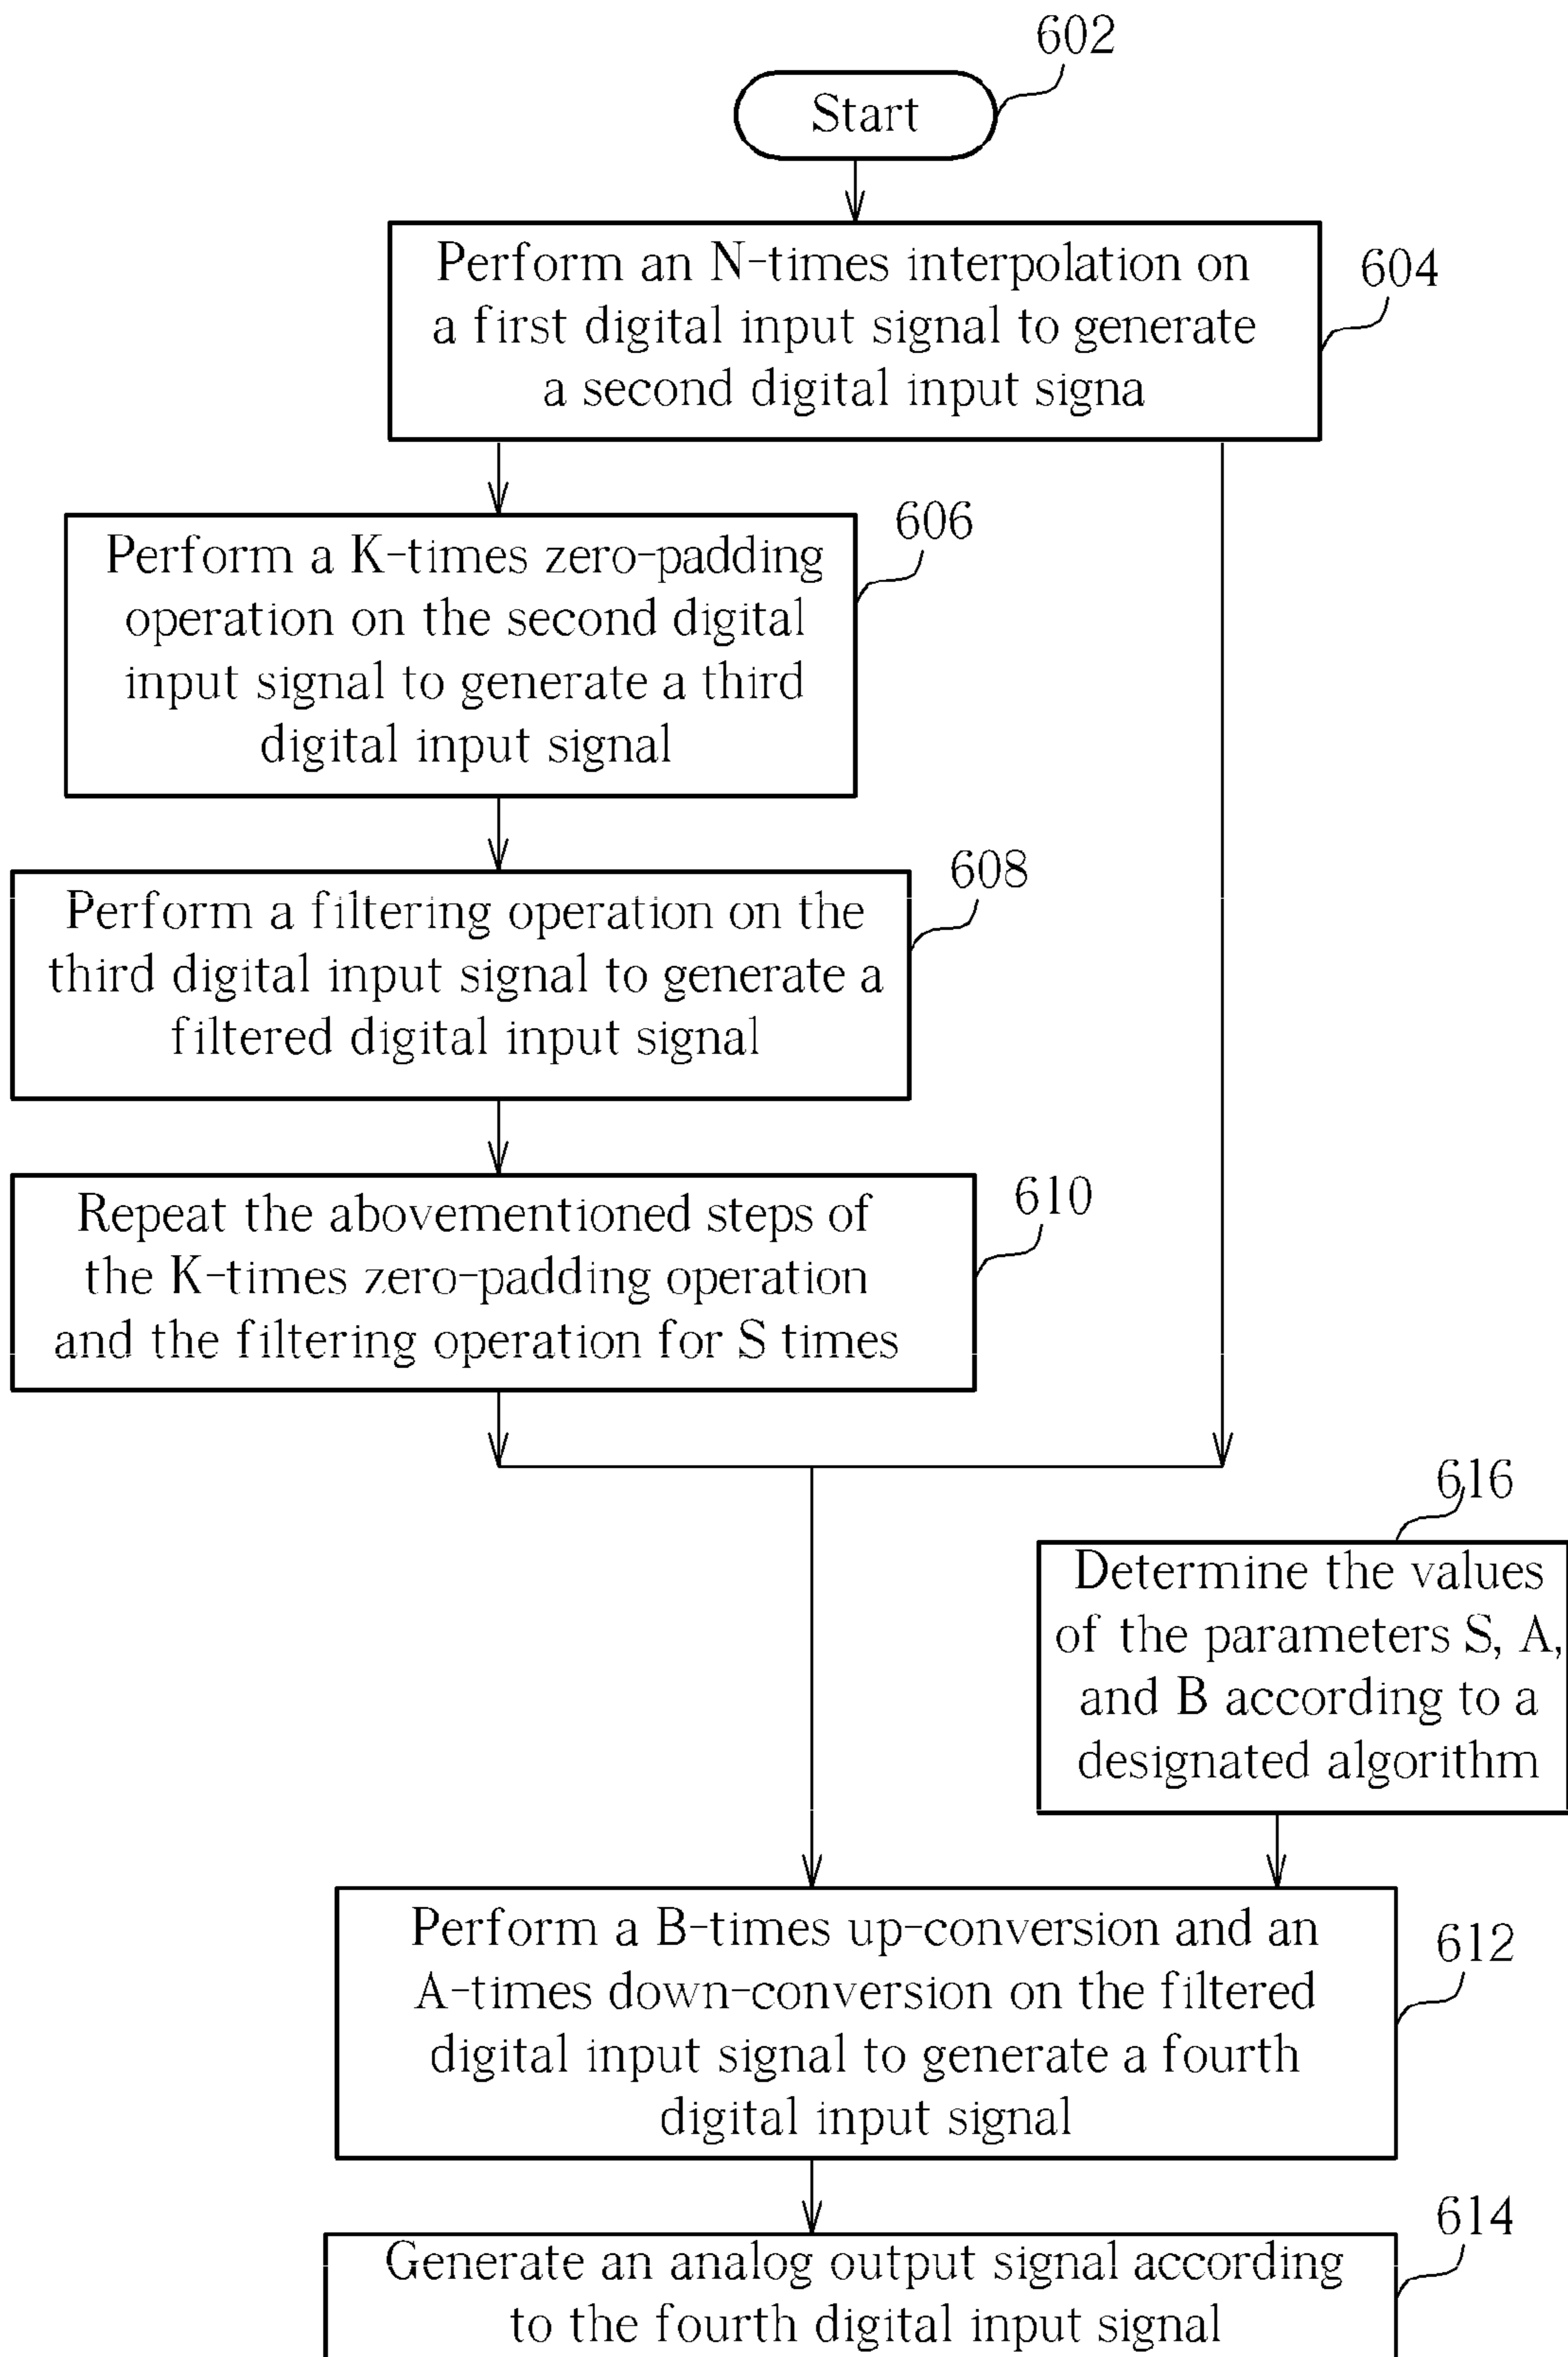 602
Start
Perform an N-times interpolation on
a first digital input signal to generate
a second digital input signa
604
Perform a K-times zero-padding
operation on the second digital
input signal to generate a third
digital input signal
606
Perform a filtering operation on the
third digital input signal to generate a
filtered digital input signal
608
Repeat the abovementioned steps of
the K-times zero-padding operation
and the filtering operation for S times
610
616
Determine the values
of the parameters S, A,
and B according to a
designated algorithm
Perform a B-times up-conversion and an
A-times down-conversion on the filtered
digital input signal to generate a fourth
digital input signal
612
Generate an analog output signal according
to the fourth digital input signal
614